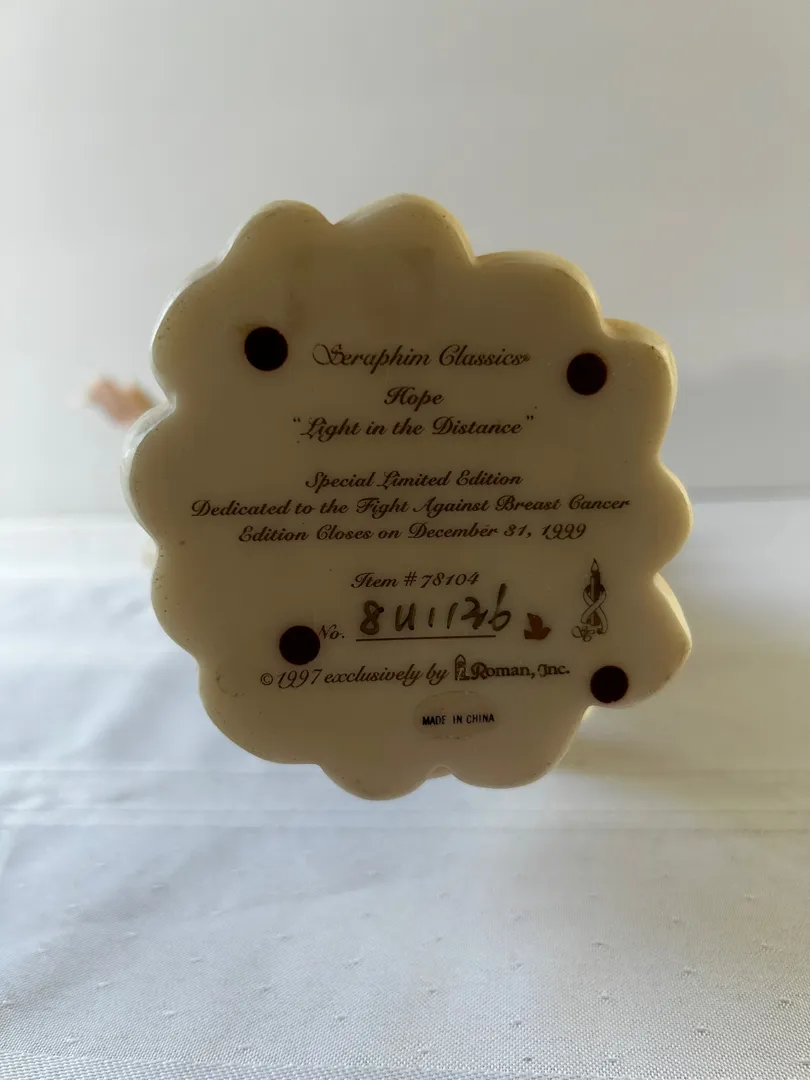 Seraphim Classics®
Hope
"Light in the Distance"
Special Limited Edition
Dedicated to the Fight Against Breast Cancer
Edition Closes on December 31, 1999
Item # 78104
No.
©1997 exclusively by Roman, Inc.
MADE IN CHINA